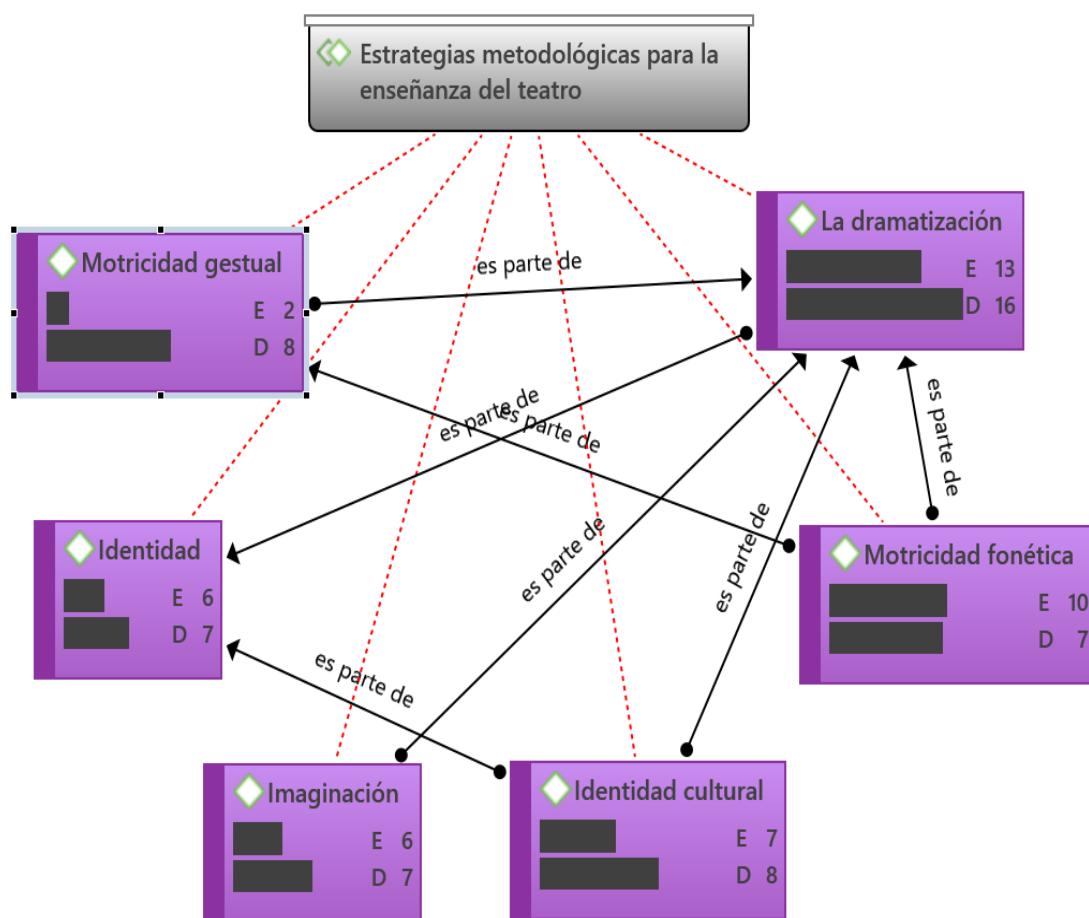 Estrategias metodológicas para la
enseñanza del teatro
La dramatización
E 13
D 16
Motricidad gestual
E 2
D 8
es parte de
es parte de
es parte de
es parte de
Identidad
E 6
D 7
es parte de
es parte de
Motricidad fonética
E 10
D 7
es parte de
Imaginación
E 6
D 7
Identidad cultural
E 7
D 8